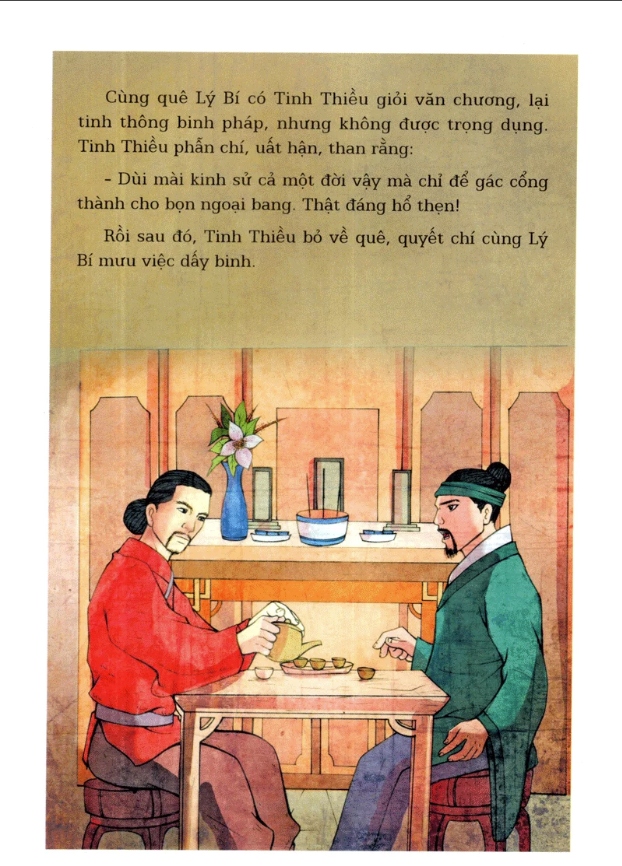 Cùng quê Lý Bí có Tinh Thiều giỏi văn chương, lại
tinh thông binh pháp, nhưng không được trọng dụng.
Tinh Thiều phẫn chí, uất hận, than rằng:
– Dùi mài kinh sử cả một đời vậy mà chỉ để gác cổng
thành cho bọn ngoại bang. Thật đáng hổ thẹn!
Rồi sau đó, Tinh Thiều bỏ về quê, quyết chí cùng Lý
Bí mưu việc dấy binh.